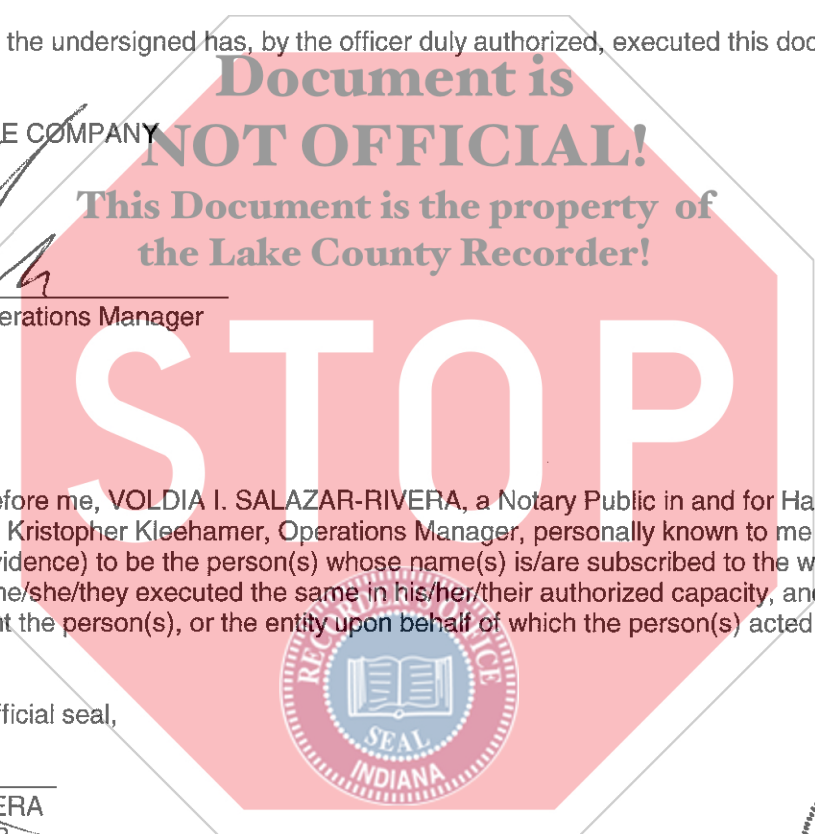 the undersigned has, by the officer duly authorized, executed this doc
Document is
NOT OFFICIAL!
E COMPANY
This Document is the property of
the Lake County Recorder!
erations Manager
STOP
efore me, VOLDIA I. SALAZAR-RIVERA, a Notary Public in and for Ha
Kristopher Kleehamer, Operations Manager, personally known to me
vidence) to be the person(s) whose name(s) is/are subscribed to the w
ne/she/they executed the same in his/her/their authorized capacity, and
nt the person(s), or the entity upon behalf of which the person(s) acted
RECORDER'S OFFICE
SEAL
INDIANA
fficial seal,
ERA